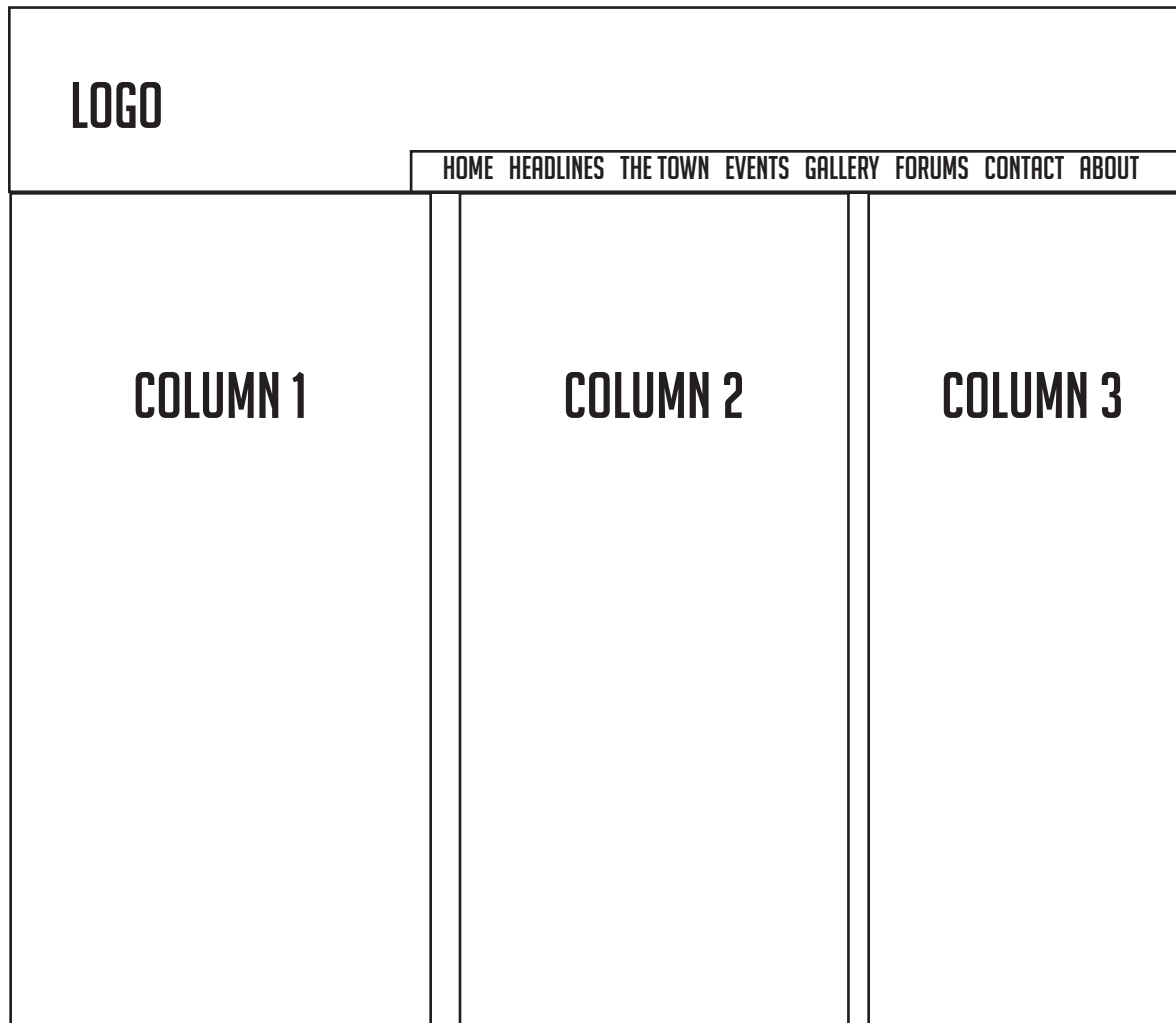 LOGO
HOME HEADLINES THE TOWN EVENTS GALLERY FORUMS CONTACT ABOUT
COLUMN 1
COLUMN 2
COLUMN 3